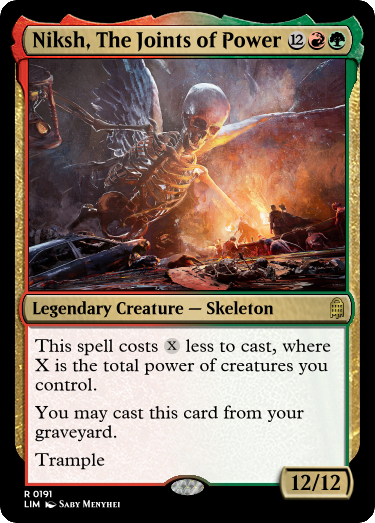 Niksh, The Joints of Power 12
Legendary Creature — Skeleton
This spell costs X less to cast, where
X is the total power of creatures you
control.
You may cast this card from your
graveyard.
Trample
12/12
R 0191
LIM Saby Menyhei